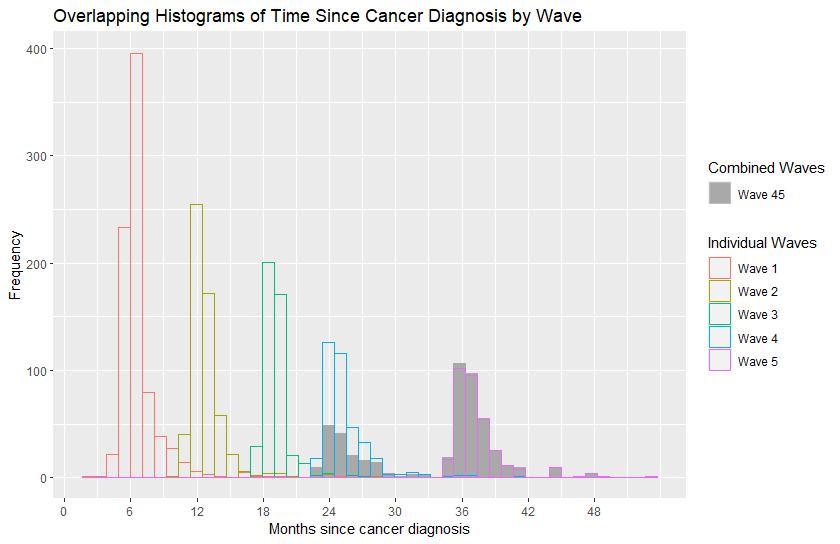 Overlapping Histograms of Time Since Cancer Diagnosis by Wave
400
300
200
100
0
Frequency
0 6 12 18 24 30 36 42 48
Months since cancer diagnosis
Combined Waves
Wave 45
Individual Waves
Wave 1
Wave 2
Wave 3
Wave 4
Wave 5